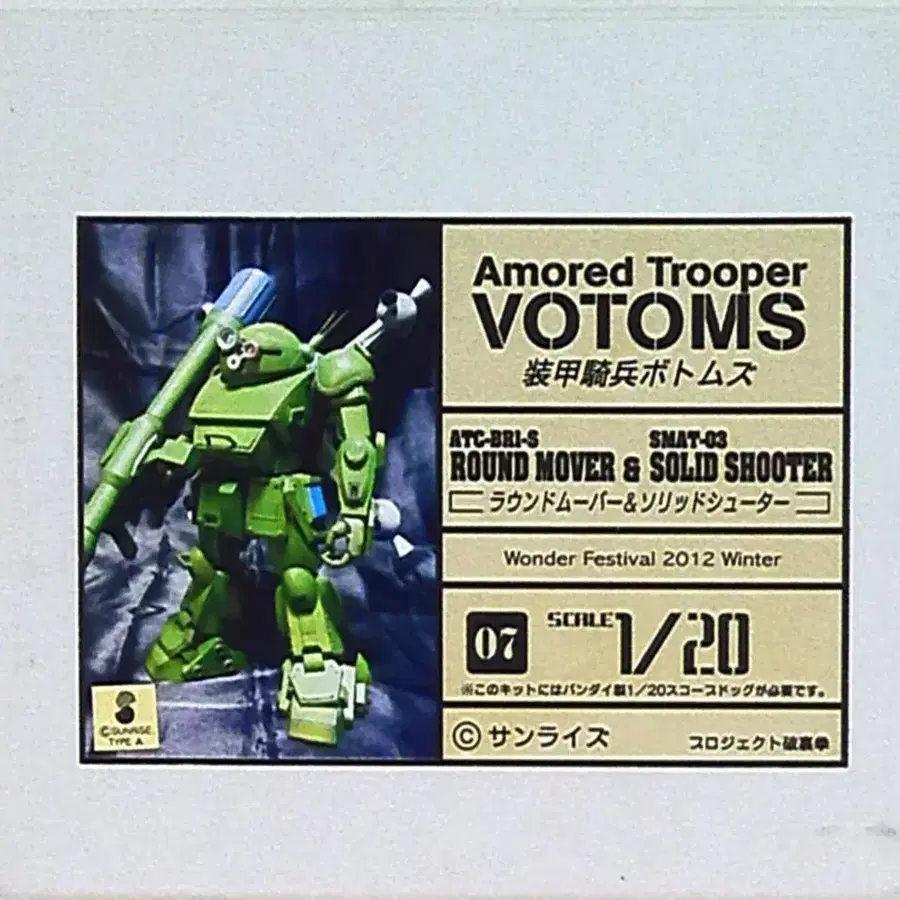 Amored Trooper
VOTOMS
装甲騎兵ボトムズ
ATC-BR1-S SMAT-03
ROUND MOVER & SOLID SHOOTER
ラウンドムーバー&ソリッドシューター
Wonder Festival 2012 Winter
07 SCALE 1/20
※このキットにはバンダイ製1/20スコープドッグが必要です。
©サンライズ
プロジェクト破裏拳
©SUNRISE
TYPE A